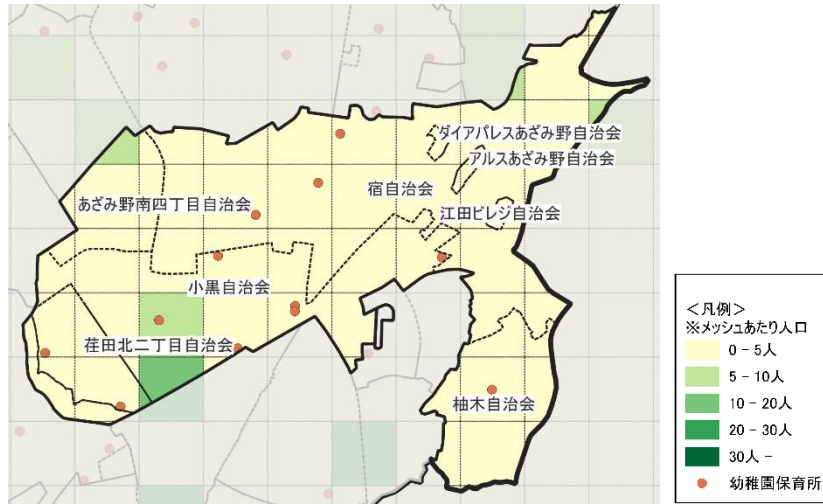 ダイアパレスあざみ野自治会
アルスあざみ野自治会
宿自治会
あざみ野南四丁目自治会
江田ビレジ自治会
小黒自治会
荏田北二丁目自治会
柚木自治会
＜凡例＞
※メッシュあたり人口
0 - 5人
5 - 10人
10 - 20人
20 - 30人
30人 -
幼稚園保育所